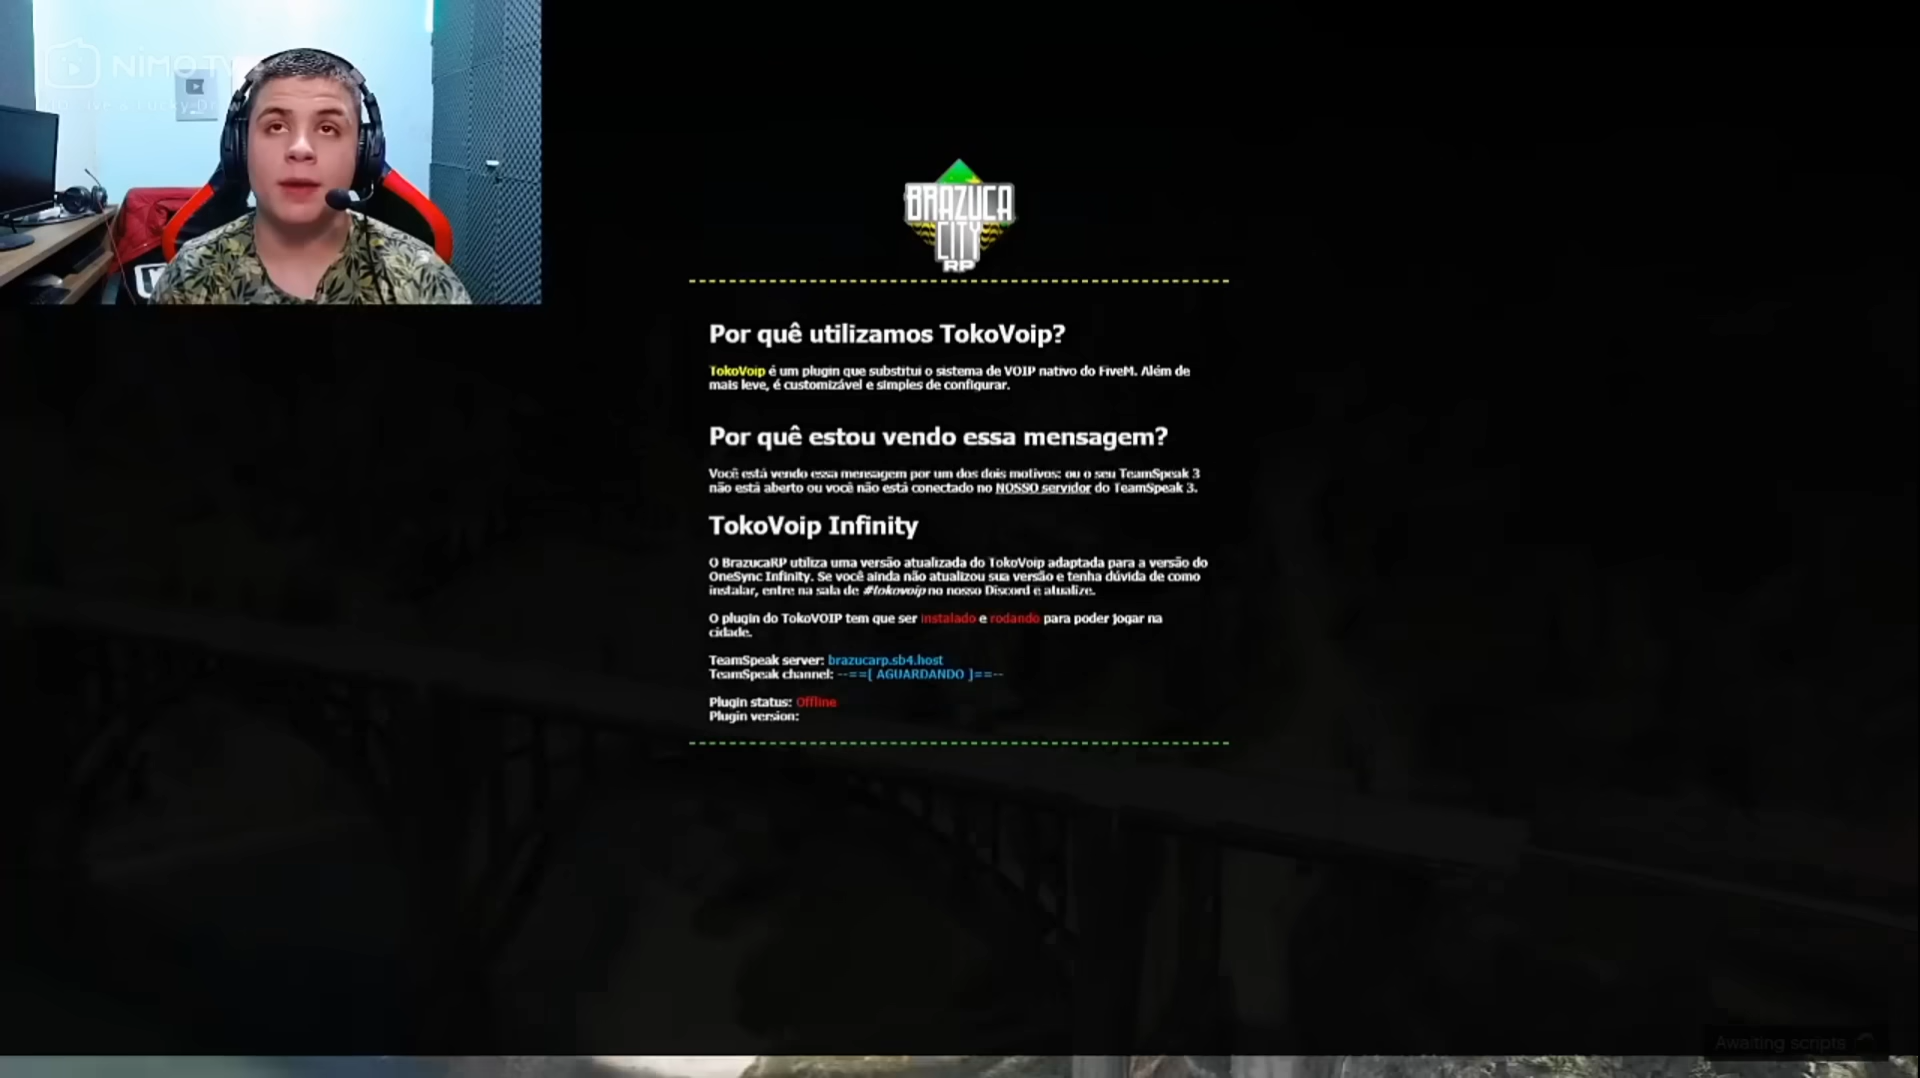 NiMO TV
BRAZUCA
CITY
RP
Por quê utilizamos TokoVoip?
TokoVoip é um plugin que substitui o sistema de VOIP nativo do FiveM. Além de
mais leve, é customizável e simples de configurar.
Por quê estou vendo essa mensagem?
Você está vendo essa mensagem por um dos dois motivos: ou o seu TeamSpeak 3
não está aberto ou você não está conectado no NOSSO servidor do TeamSpeak 3.
TokoVoip Infinity
O BrazucaRP utiliza uma versão atualizada do TokoVoip adaptada para a versão do
OneSync Infinity. Se você ainda não atualizou sua versão e tenha dúvida de como
instalar, entre na sala de #tokovoip no nosso Discord e atualize.
O plugin do TokoVOIP tem que ser instalado e rodando para poder jogar na
cidade.
TeamSpeak server: brazucarp.sb4.host
TeamSpeak channel: --==[ AGUARDANDO ]==--
Plugin status: Offline
Plugin version:
Awaiting scripts